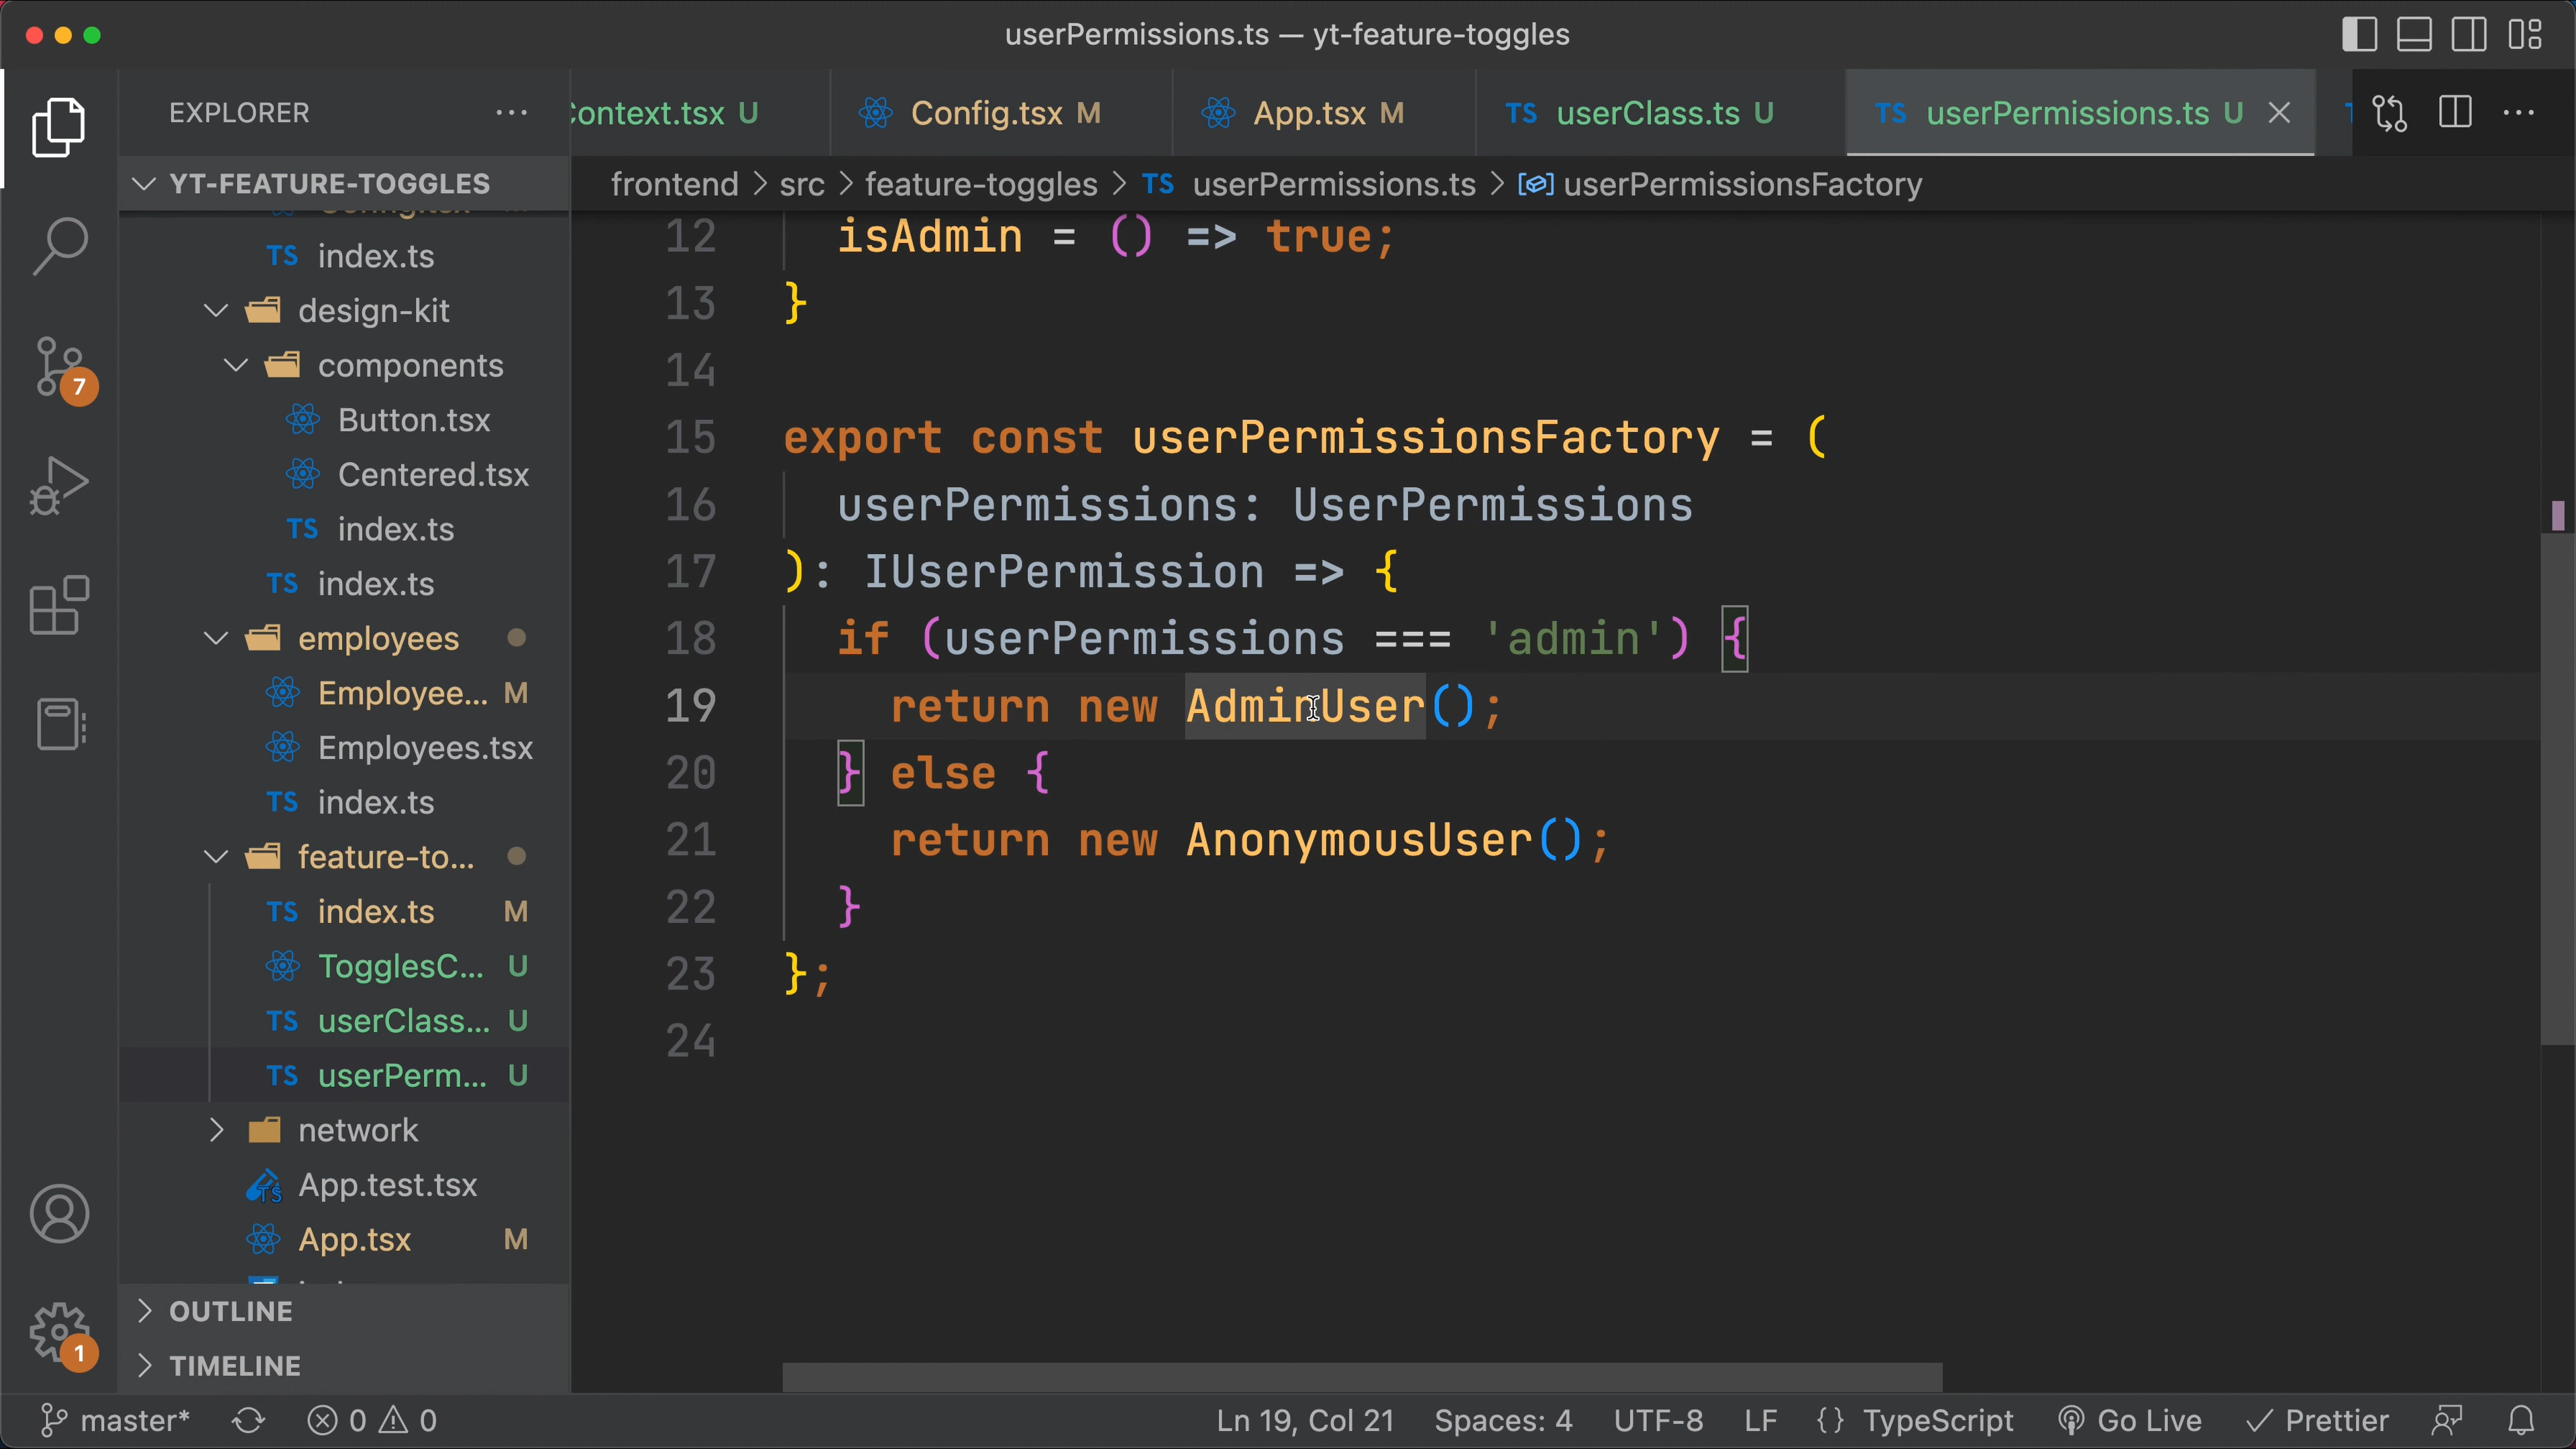 userPermissions.ts — yt-feature-toggles
EXPLORER
ontext.tsx U
Config.tsx M
App.tsx M
TS userClass.ts U
TS userPermissions.ts U
YT-FEATURE-TOGGLES
frontend > src > feature-toggles > TS userPermissions.ts > userPermissionsFactory
TS index.ts
design-kit
components
Button.tsx
Centered.tsx
TS index.ts
TS index.ts
employees
Employee... M
Employees.tsx
TS index.ts
feature-to...
TS index.ts M
TogglesC... U
TS userClass... U
TS userPerm... U
network
App.test.tsx
App.tsx M
OUTLINE
TIMELINE
7
1
12 isAdmin = () => true;
13 }
14
15 export const userPermissionsFactory = (
16 userPermissions: UserPermissions
17 ): IUserPermission => {
18 if (userPermissions === 'admin') {
19 return new AdminUser();
20 } else {
21 return new AnonymousUser();
22 }
23 };
24
master* 0 0 Ln 19, Col 21 Spaces: 4 UTF-8 LF {} TypeScript Go Live Prettier